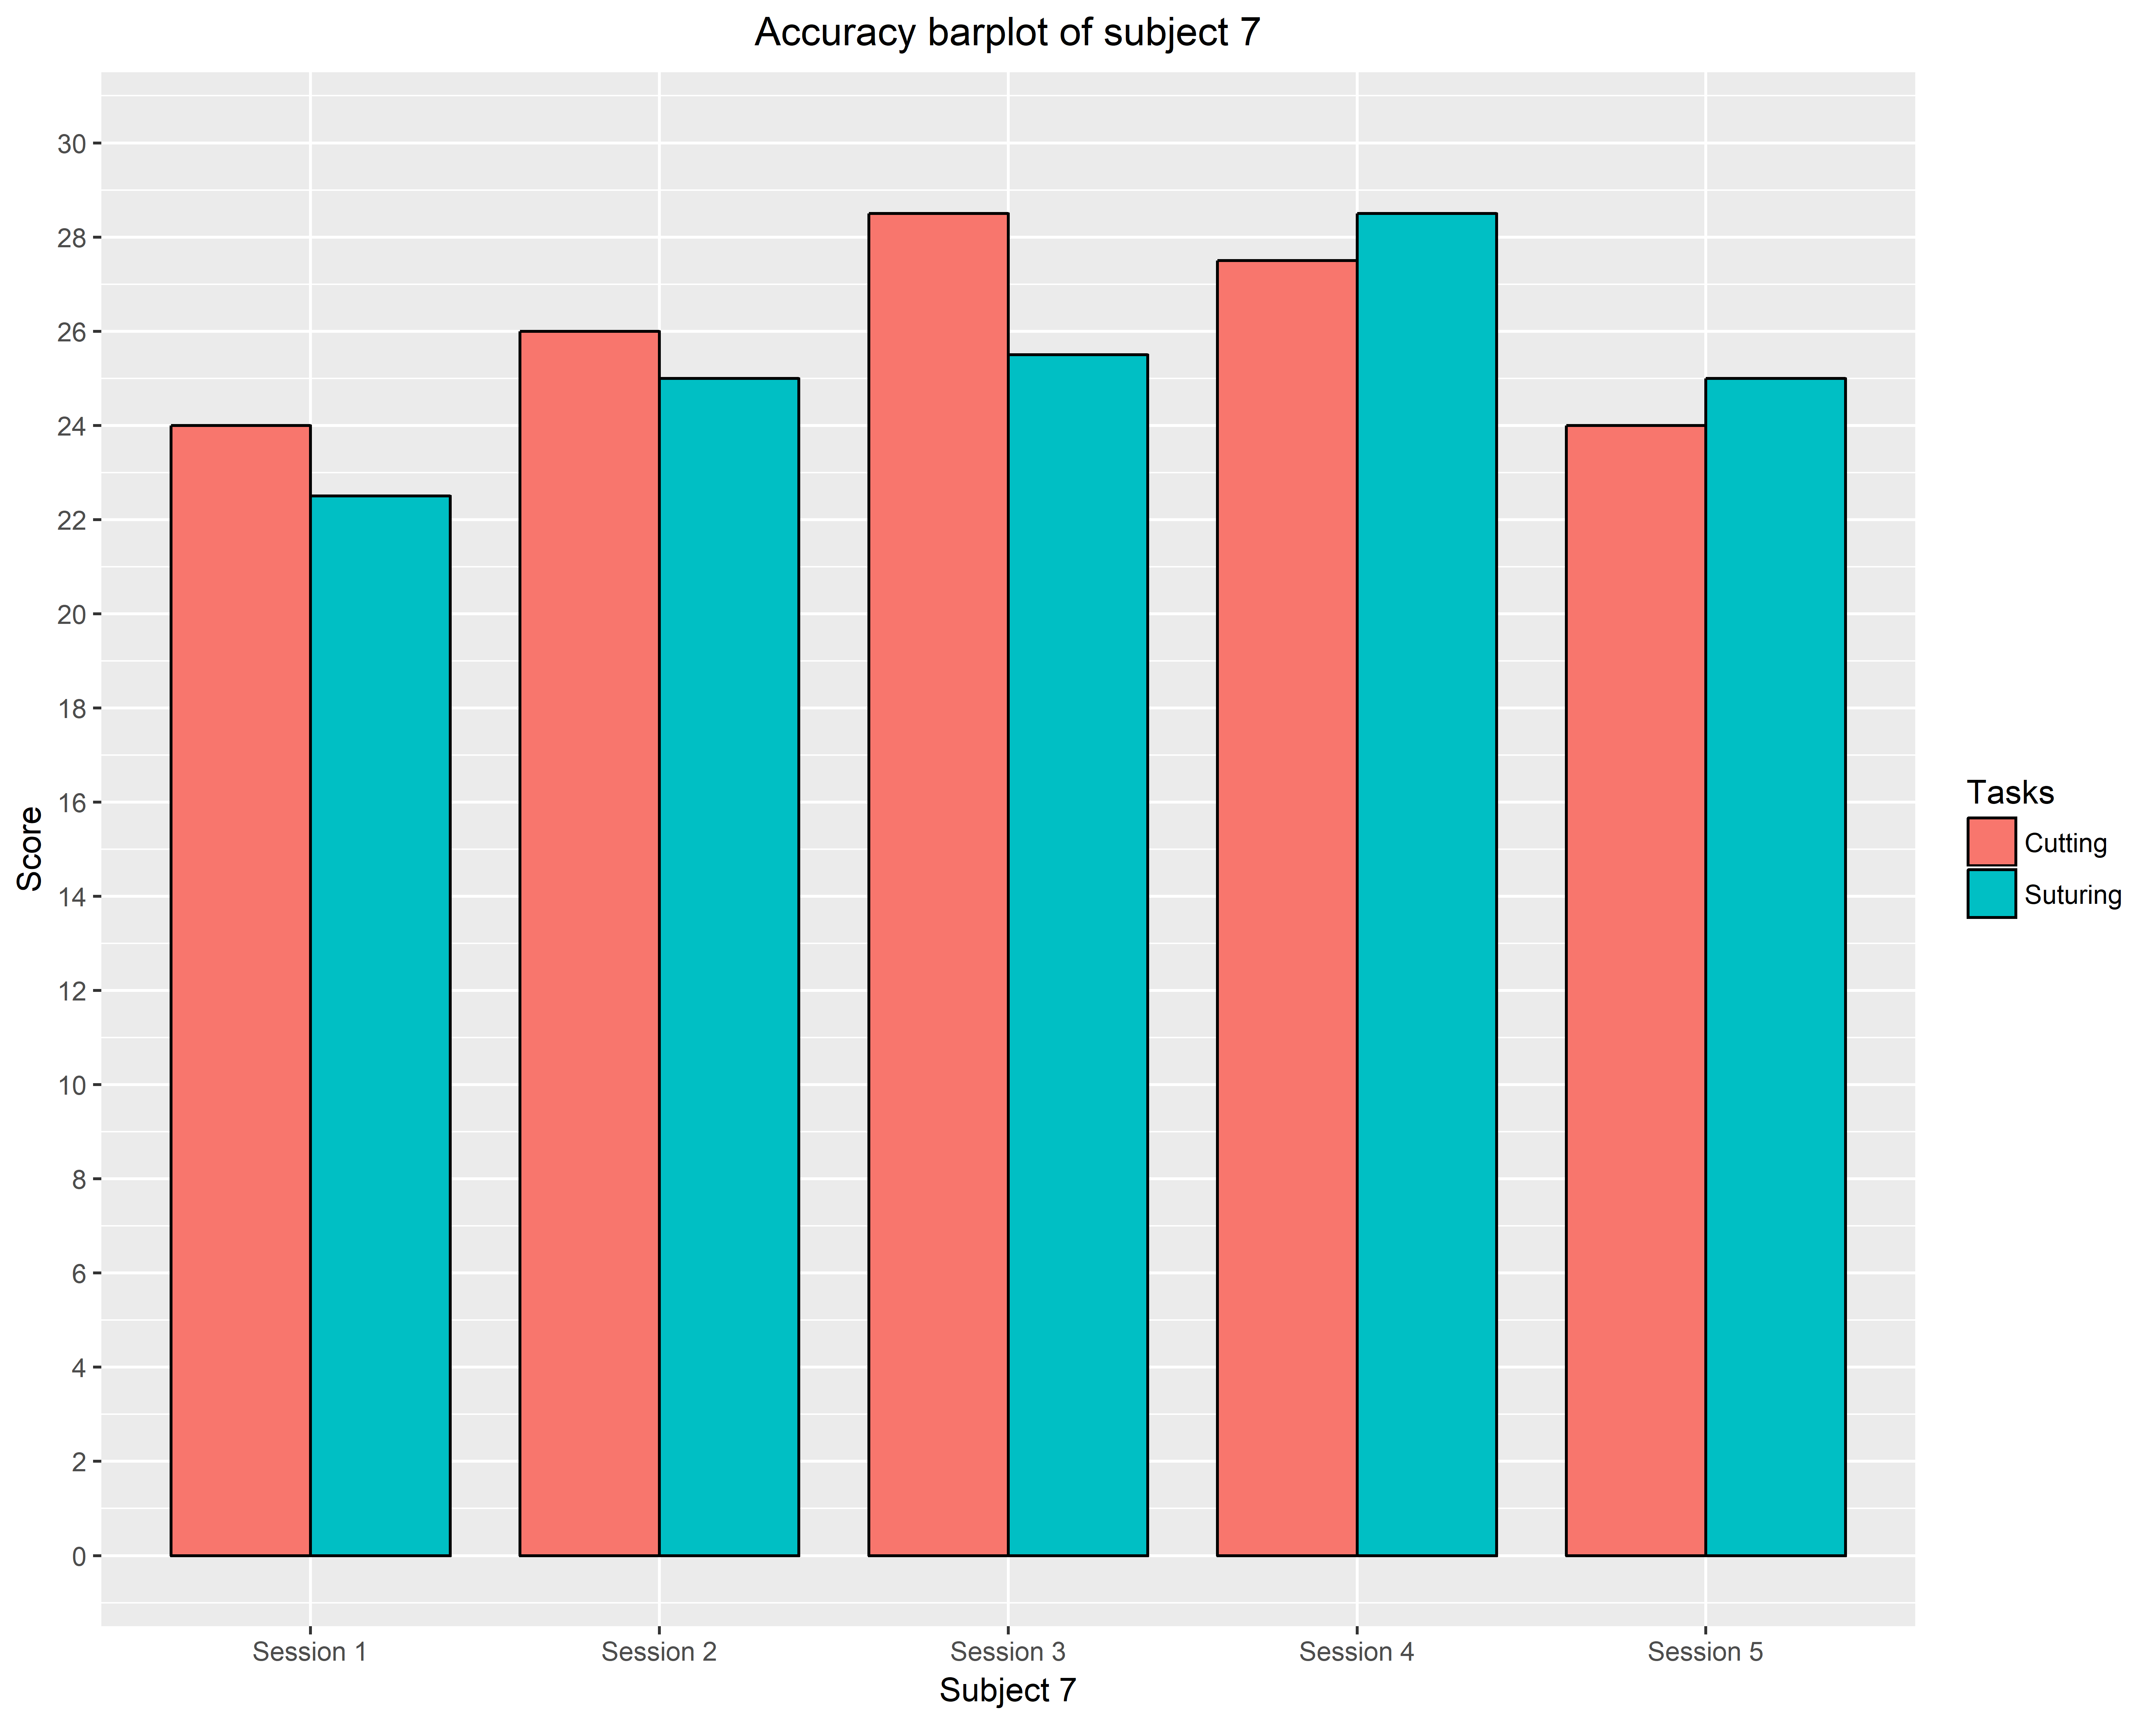 Accuracy barplot of subject 7
30
28
26
24
22
20
18
16
14
12
10
8
6
4
2
0
Score
Session 1 Session 2 Session 3 Session 4 Session 5
Subject 7
Tasks
Cutting
Suturing